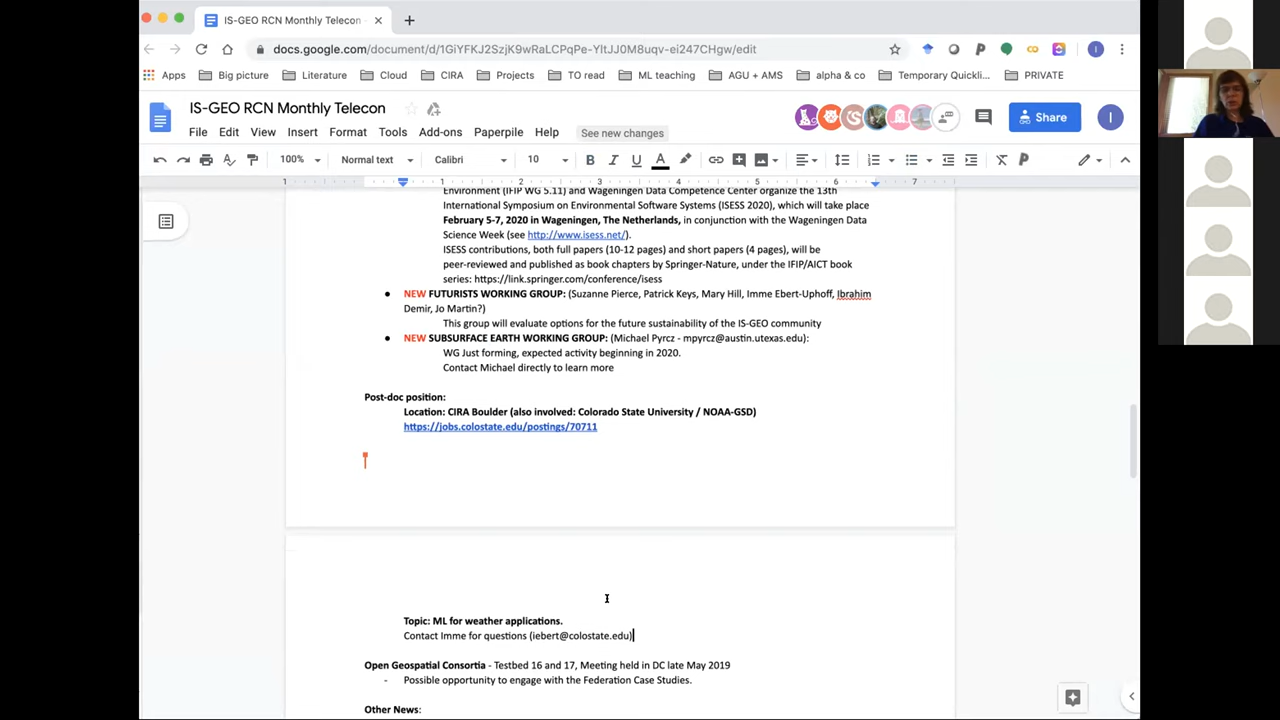 IS-GEO RCN Monthly Telecon -
docs.google.com/document/d/1GiYFKJ2SzjK9wRaLCPqPe-YltJJ0M8uqv-ei247CHgw/edit
Apps Big picture Literature Cloud CIRA Projects TO read ML teaching AGU + AMS alpha & co Temporary Quickli... PRIVATE
IS-GEO RCN Monthly Telecon
File Edit View Insert Format Tools Add-ons Paperpile Help See new changes
Share
I
100% Normal text Calibri 10
1 1 2 3 4 5 6 7
Environment (IFIP WG 5.11) and Wageningen Data Competence Center organize the 13th
International Symposium on Environmental Software Systems (ISESS 2020), which will take place
February 5-7, 2020 in Wageningen, The Netherlands, in conjunction with the Wageningen Data
Science Week (see http://www.isess.net/).
ISESS contributions, both full papers (10-12 pages) and short papers (4 pages), will be
peer-reviewed and published as book chapters by Springer-Nature, under the IFIP/AICT book
series: https://link.springer.com/conference/isess
● NEW FUTURISTS WORKING GROUP: (Suzanne Pierce, Patrick Keys, Mary Hill, Imme Ebert-Uphoff, Ibrahim
Demir, Jo Martin?)
This group will evaluate options for the future sustainability of the IS-GEO community
● NEW SUBSURFACE EARTH WORKING GROUP: (Michael Pyrcz - mpyrcz@austin.utexas.edu):
WG Just forming, expected activity beginning in 2020.
Contact Michael directly to learn more
Post-doc position:
Location: CIRA Boulder (also involved: Colorado State University / NOAA-GSD)
https://jobs.colostate.edu/postings/70711
Topic: ML for weather applications.
Contact Imme for questions (iebert@colostate.edu)
Open Geospatial Consortia - Testbed 16 and 17, Meeting held in DC late May 2019
- Possible opportunity to engage with the Federation Case Studies.
Other News: